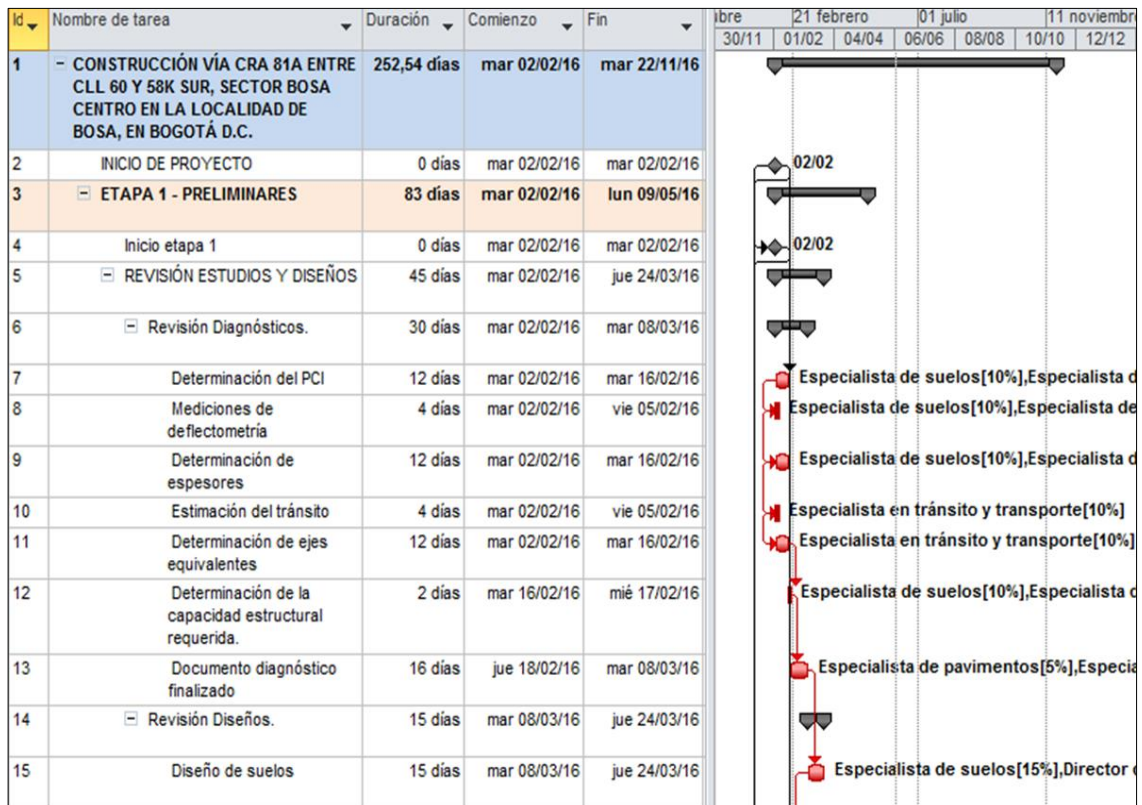 Id Nombre de tarea Duración Comienzo Fin
21 febrero 01 julio
30/11 01/02 04/04 06/06 08/08 10/10 12/12
1 CONSTRUCCIÓN VÍA CRA 81A ENTRE 252,54 días mar 02/02/16 mar 22/11/16
CLL 60 Y 58K SUR, SECTOR BOSA
CENTRO EN LA LOCALIDAD DE
BOSA, EN BOGOTÁ D.C.
2 INICIO DE PROYECTO 0 días mar 02/02/16 mar 02/02/16 02/02
3 ETAPA 1 - PRELIMINARES 83 días mar 02/02/16 lun 09/05/16
4 Inicio etapa 1 0 días mar 02/02/16 mar 02/02/16 02/02
5 REVISIÓN ESTUDIOS Y DISEÑOS 45 días mar 02/02/16 jue 24/03/16
6 Revisión Diagnósticos. 30 días mar 02/02/16 mar 08/03/16
7 Determinación del PCI 12 días mar 02/02/16 mar 16/02/16 Especialista de suelos[10%],Especialista d
8 Mediciones de 4 días mar 02/02/16 vie 05/02/16 Especialista de suelos[10%],Especialista de
deflectometría
9 Determinación de 12 días mar 02/02/16 mar 16/02/16 Especialista de suelos[10%],Especialista d
espesores
10 Estimación del tránsito 4 días mar 02/02/16 vie 05/02/16 Especialista en tránsito y transporte[10%]
11 Determinación de ejes 12 días mar 02/02/16 mar 16/02/16 Especialista en tránsito y transporte[10%]
equivalentes
12 Determinación de la 2 días mar 16/02/16 mié 17/02/16 Especialista de suelos[10%],Especialista
capacidad estructural
requerida.
13 Documento diagnóstico 16 días jue 18/02/16 mar 08/03/16 Especialista de pavimentos[5%],Especia
finalizado
14 Revisión Diseños. 15 días mar 08/03/16 jue 24/03/16
15 Diseño de suelos 15 días mar 08/03/16 jue 24/03/16 Especialista de suelos[15%],Director